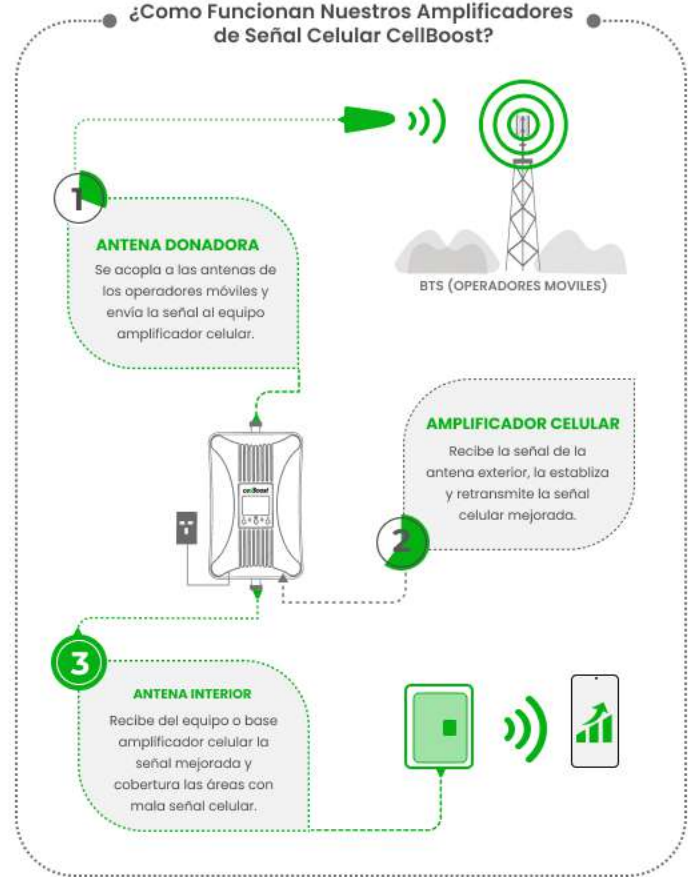 ¿Como Funcionan Nuestros Amplificadores
de Señal Celular CellBoost?
BTS (OPERADORES MOVILES)
1
ANTENA DONADORA
Se acopla a las antenas de
los operadores móviles y
envía la señal al equipo
amplificador celular.
AMPLIFICADOR CELULAR
Recibe la señal de la
antena exterior, la establiza
y retransmite la señal
celular mejorada.
2
cellBoost
3
ANTENA INTERIOR
Recibe del equipo o base
amplificador celular la
señal mejorada y
cobertura las áreas con
mala señal celular.